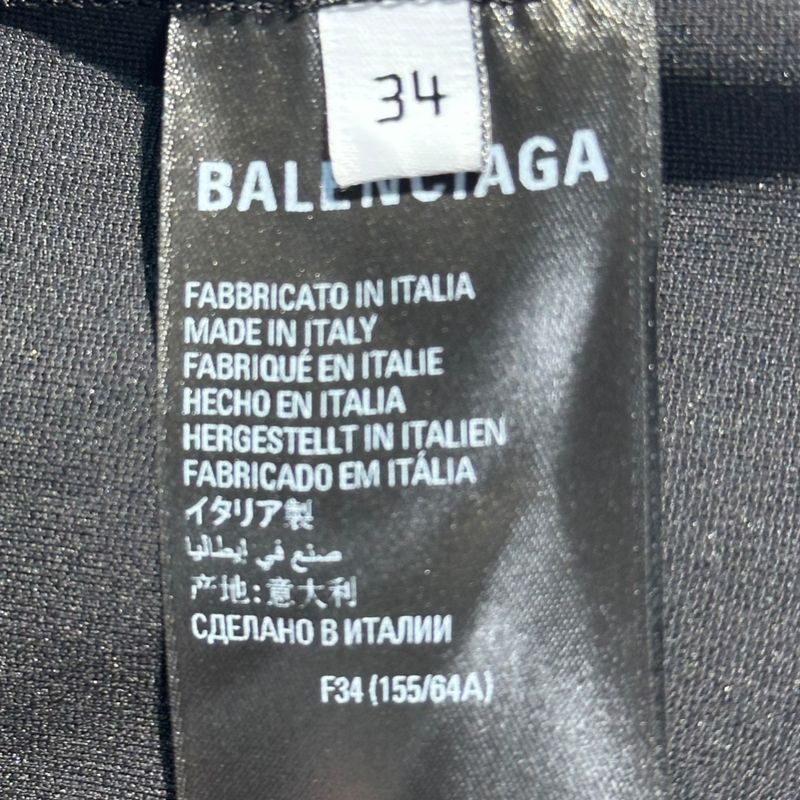 34
BALENCIAGA
FABBRICATO IN ITALIA
MADE IN ITALY
FABRIQUÉ EN ITALIE
HECHO EN ITALIA
HERGESTELLT IN ITALIEN
FABRICADO EM ITÁLIA
イタリア製
صنع في إيطاليا
产地:意大利
СДЕЛАНО В ИТАЛИИ
F34 (155/64A)